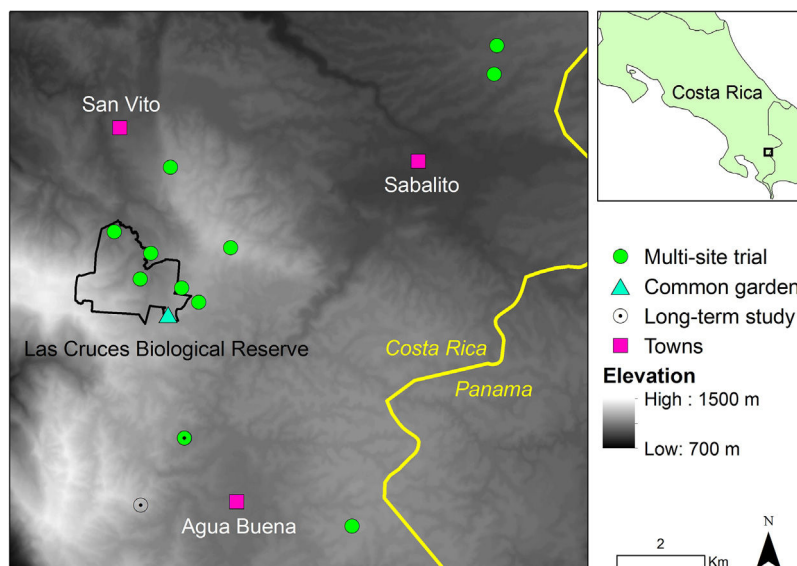 San Vito
Sabalito
Las Cruces Biological Reserve
Costa Rica
Panama
Agua Buena
Costa Rica
Multi-site trial
Common garden
Long-term study
Towns
Elevation
High : 1500 m
Low: 700 m
2
Km
N